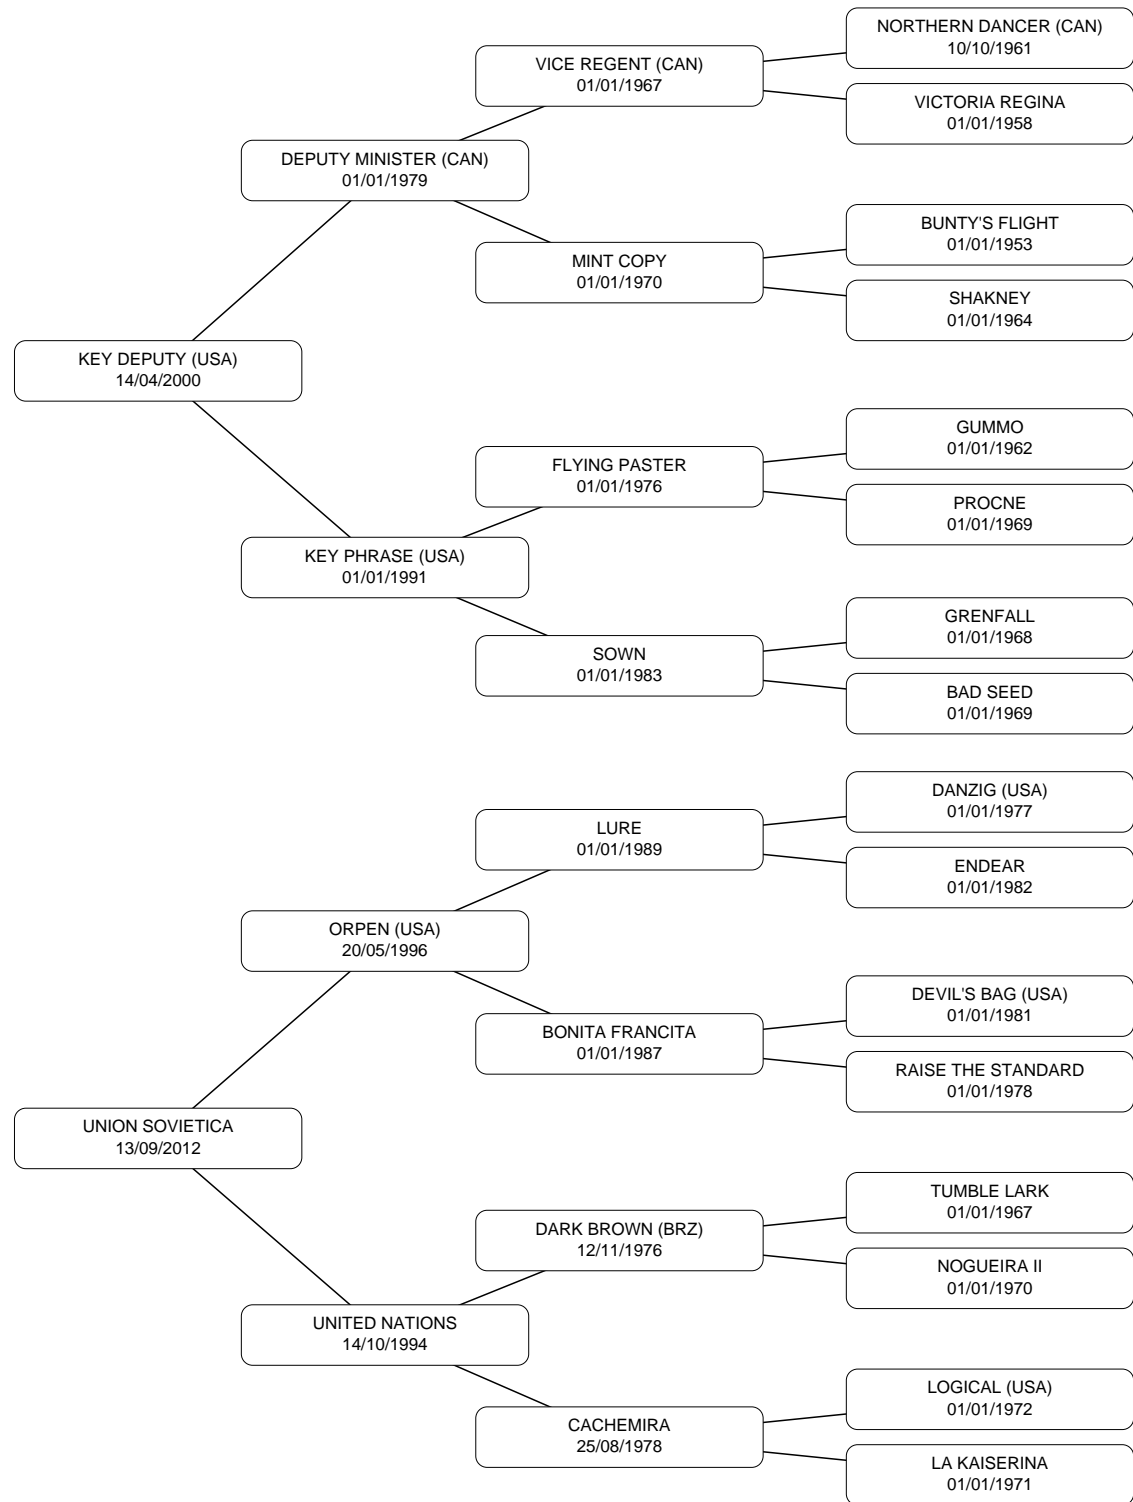 NORTHERN DANCER (CAN)
10/10/1961
VICE REGENT (CAN)
01/01/1967
VICTORIA REGINA
01/01/1958
DEPUTY MINISTER (CAN)
01/01/1979
BUNTY'S FLIGHT
01/01/1953
MINT COPY
01/01/1970
SHAKNEY
01/01/1964
KEY DEPUTY (USA)
14/04/2000
GUMMO
01/01/1962
FLYING PASTER
01/01/1976
PROCNE
01/01/1969
KEY PHRASE (USA)
01/01/1991
GRENFALL
01/01/1968
SOWN
01/01/1983
BAD SEED
01/01/1969
DANZIG (USA)
01/01/1977
LURE
01/01/1989
ENDEAR
01/01/1982
ORPEN (USA)
20/05/1996
DEVIL'S BAG (USA)
01/01/1981
BONITA FRANCITA
01/01/1987
RAISE THE STANDARD
01/01/1978
UNION SOVIETICA
13/09/2012
TUMBLE LARK
01/01/1967
DARK BROWN (BRZ)
12/11/1976
NOGUEIRA II
01/01/1970
UNITED NATIONS
14/10/1994
LOGICAL (USA)
01/01/1972
CACHEMIRA
25/08/1978
LA KAISERINA
01/01/1971